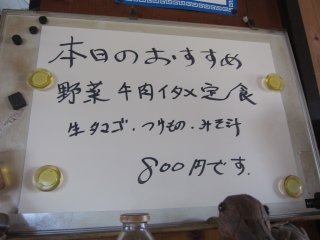 本日のおすすめ
野菜牛肉イタメ定食
生タマゴ・つけもの・みそ汁
800円です.